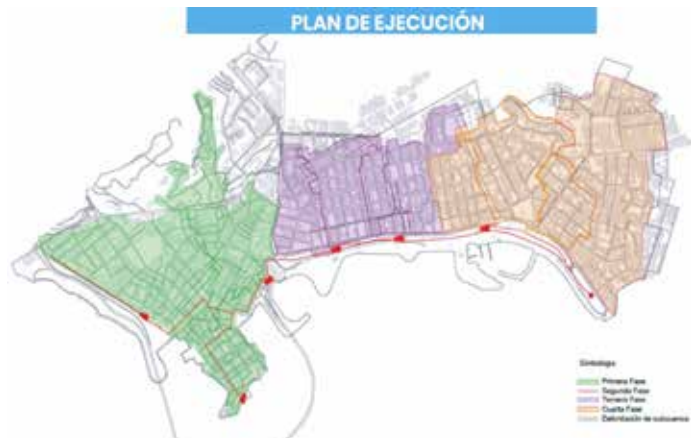 PLAN DE EJECUCIÓN
Simbología
Primera Fase
Segunda Fase
Tercera Fase
Cuarta Fase
Delimitación de subcuenca